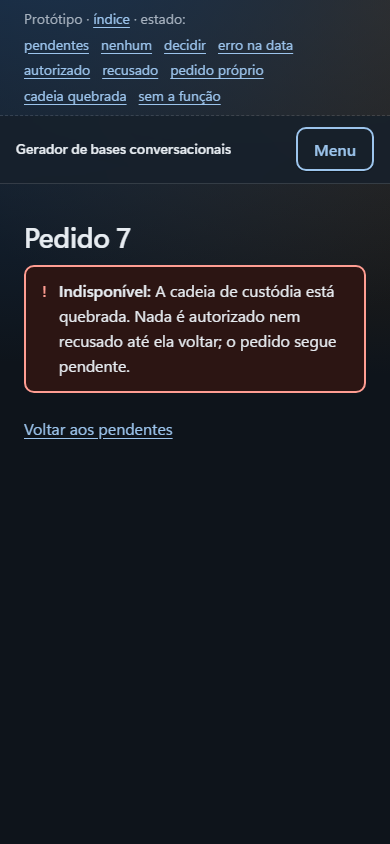 Protótipo · índice · estado:
pendentes nenhum decidir erro na data
autorizado recusado pedido próprio
cadeia quebrada sem a função
Gerador de bases conversacionais
Menu
Pedido 7
! Indisponível: A cadeia de custódia está
quebrada. Nada é autorizado nem
recusado até ela voltar; o pedido segue
pendente.
Voltar aos pendentes